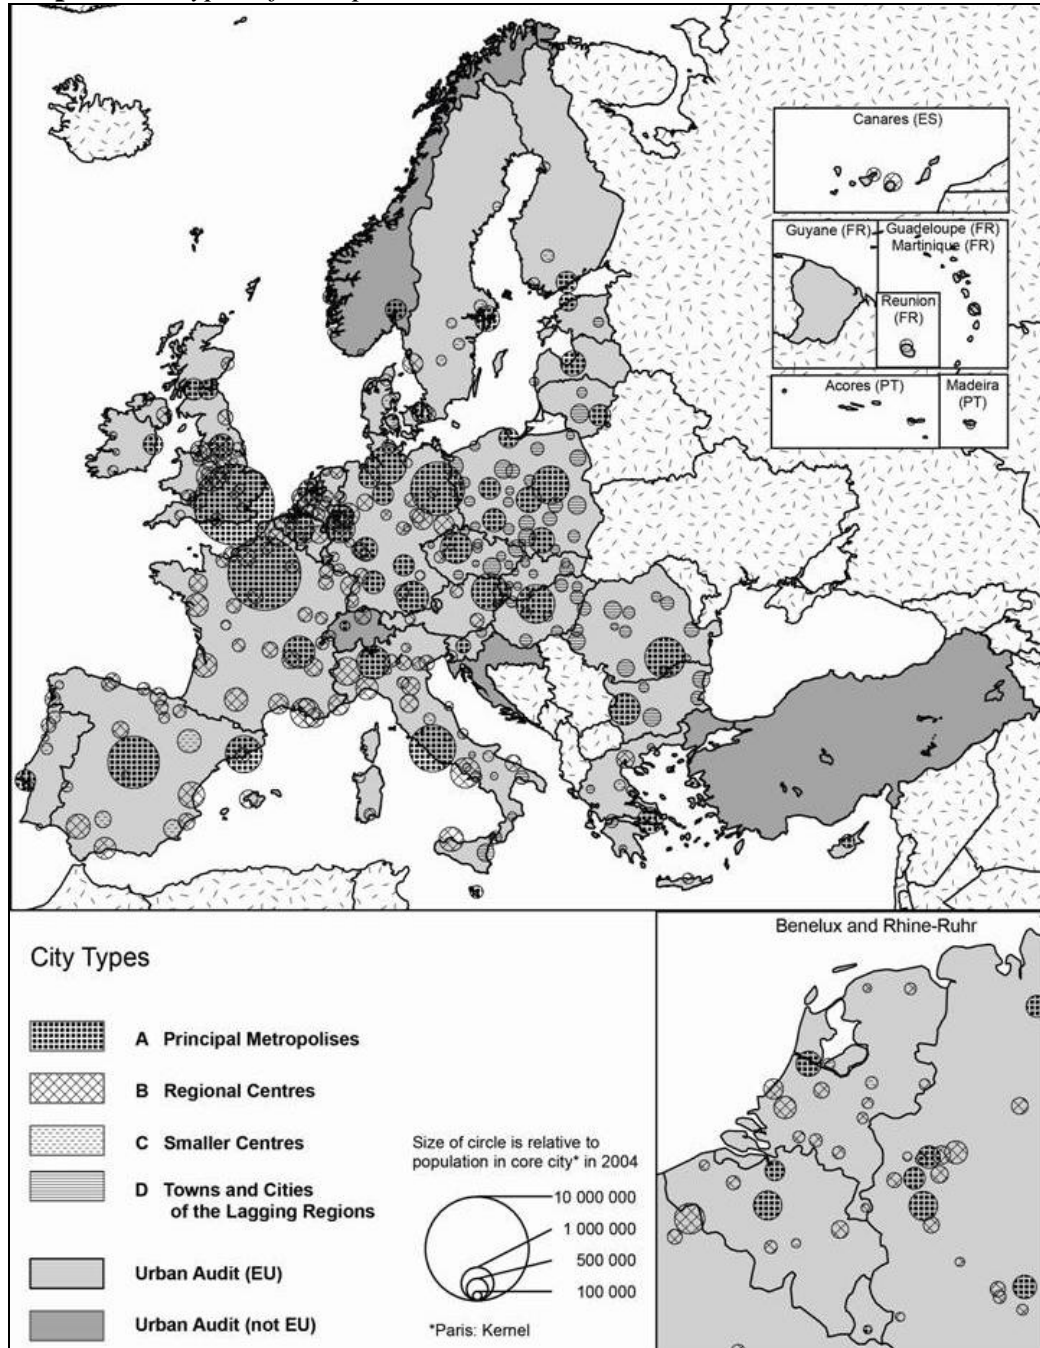 Canares (ES)
Guyane (FR)
Guadeloupe (FR)
Martinique (FR)
Reunion
(FR)
Acores (PT)
Madeira
(PT)
City Types
A Principal Metropolises
B Regional Centres
C Smaller Centres
D Towns and Cities
of the Lagging Regions
Urban Audit (EU)
Urban Audit (not EU)
Size of circle is relative to
population in core city* in 2004
10 000 000
1 000 000
500 000
100 000
*Paris: Kernel
Benelux and Rhine-Ruhr